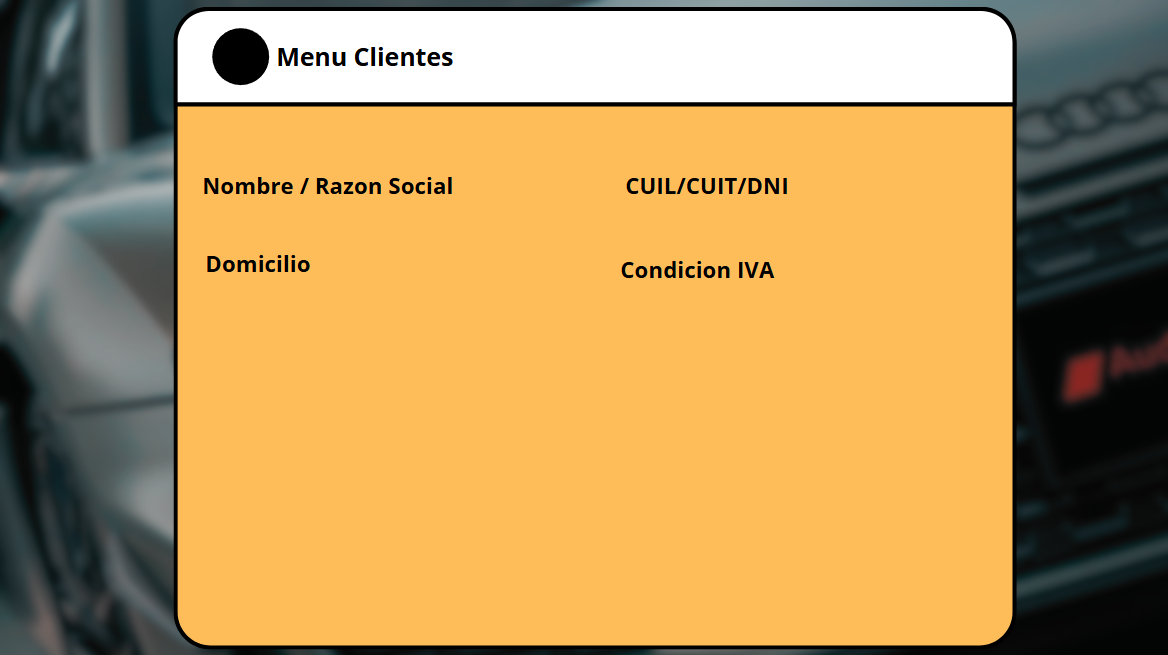 Menu Clientes
Nombre / Razon Social
CUIL/CUIT/DNI
Domicilio
Condicion IVA